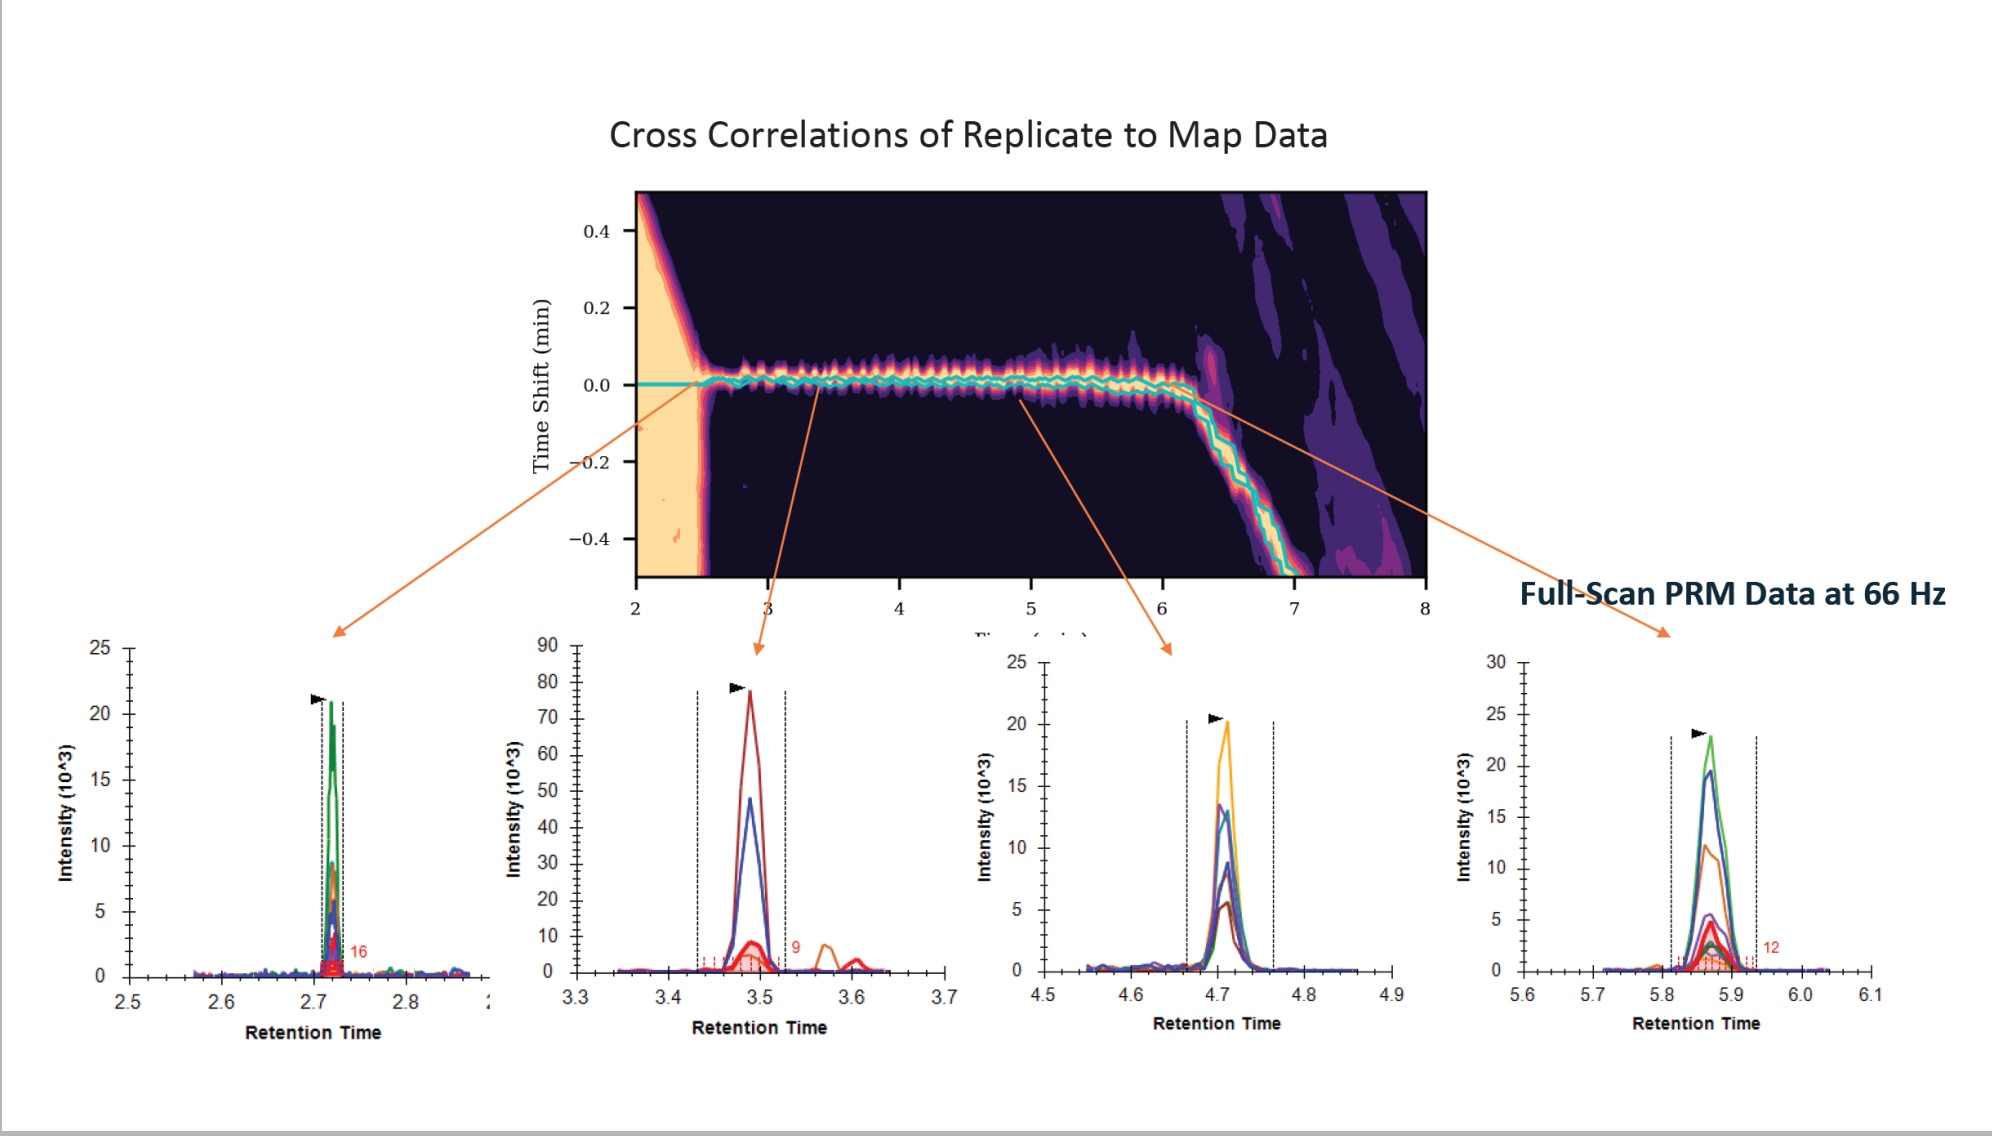 Cross Correlations of Replicate to Map Data
Time Shift (min)
0.4
0.2
0.0
−0.2
−0.4
2 3 4 5 6 7 8
Full-Scan PRM Data at 66 Hz
Intensity (10^3)
25
20
15
10
5
0
16
2.5 2.6 2.7 2.8
Retention Time
Intensity (10^3)
90
80
70
60
50
40
30
20
10
0
9
3.3 3.4 3.5 3.6 3.7
Retention Time
Intensity (10^3)
25
20
15
10
5
0
4.5 4.6 4.7 4.8 4.9
Retention Time
Intensity (10^3)
30
25
20
15
10
5
0
12
5.6 5.7 5.8 5.9 6.0 6.1
Retention Time